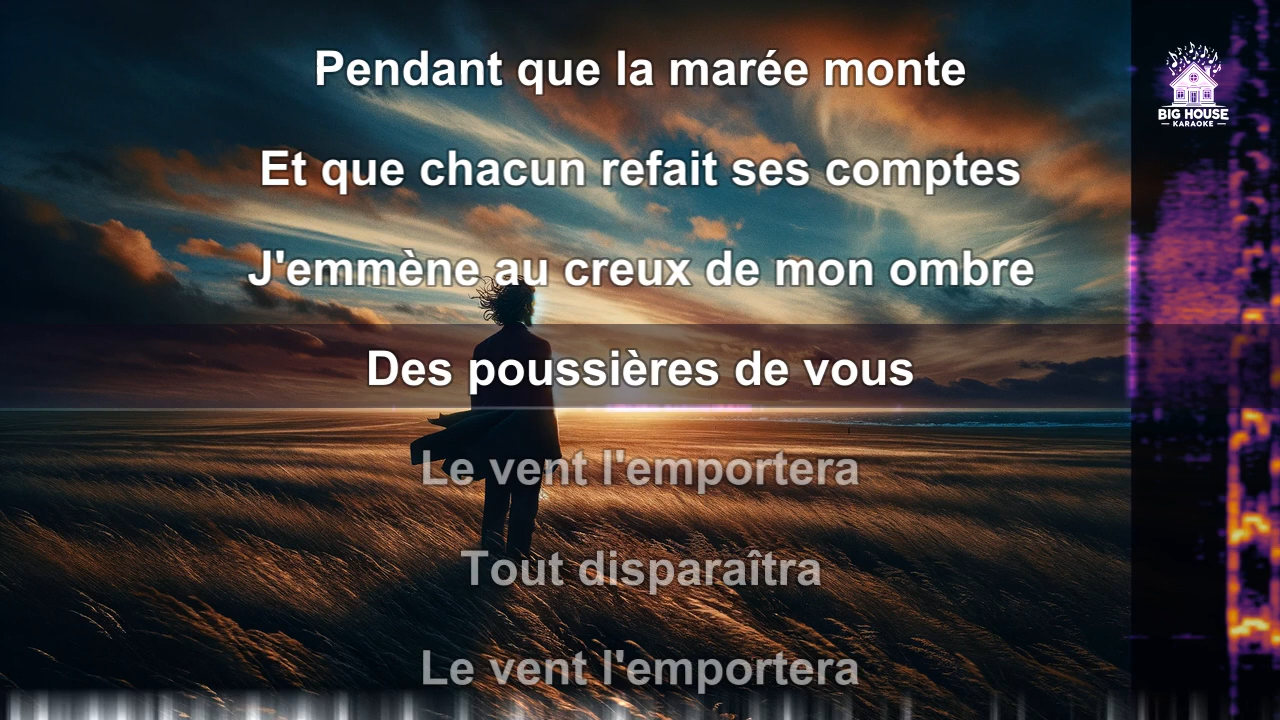 Pendant que la marée monte
BIG HOUSE
KARAOKE
Et que chacun refait ses comptes
J'emmène au creux de mon ombre
Des poussières de vous
Le vent l'emportera
Tout disparaîtra
Le vent l'emportera